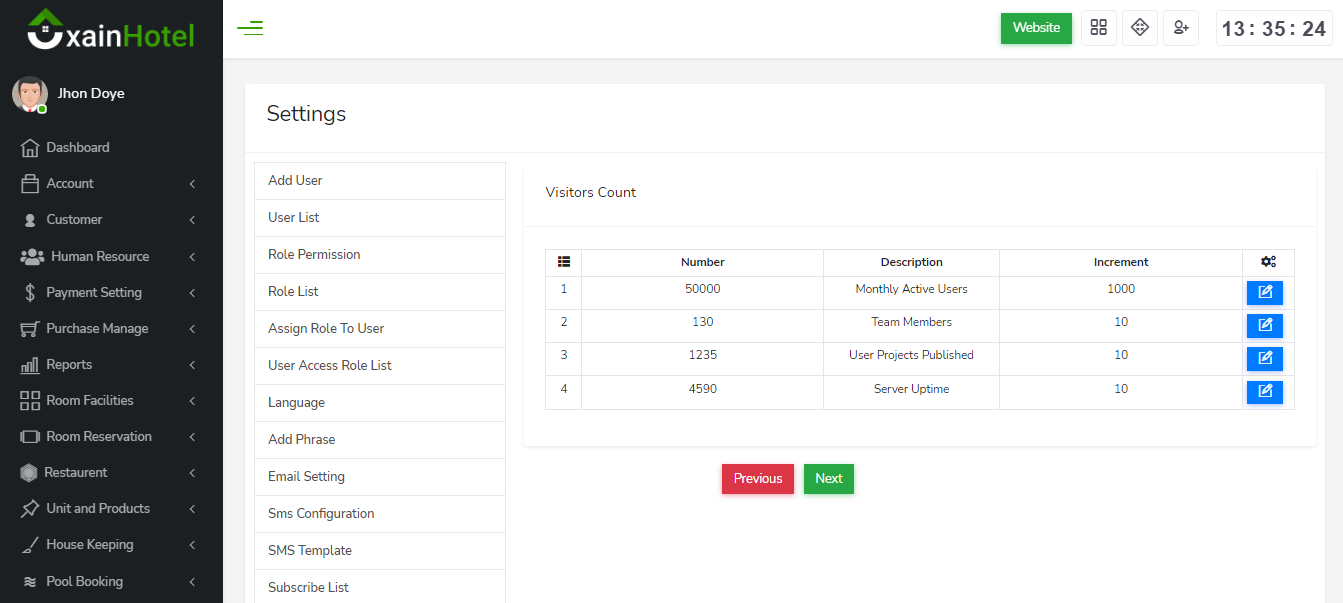 xainHotel
Website
13 : 35 : 24
Jhon Doye
Dashboard
Account
Customer
Human Resource
Payment Setting
Purchase Manage
Reports
Room Facilities
Room Reservation
Restaurent
Unit and Products
House Keeping
Pool Booking
Settings
Add User
User List
Role Permission
Role List
Assign Role To User
User Access Role List
Language
Add Phrase
Email Setting
Sms Configuration
SMS Template
Subscribe List
Visitors Count
Number Description Increment
1 50000 Monthly Active Users 1000
2 130 Team Members 10
3 1235 User Projects Published 10
4 4590 Server Uptime 10
Previous Next